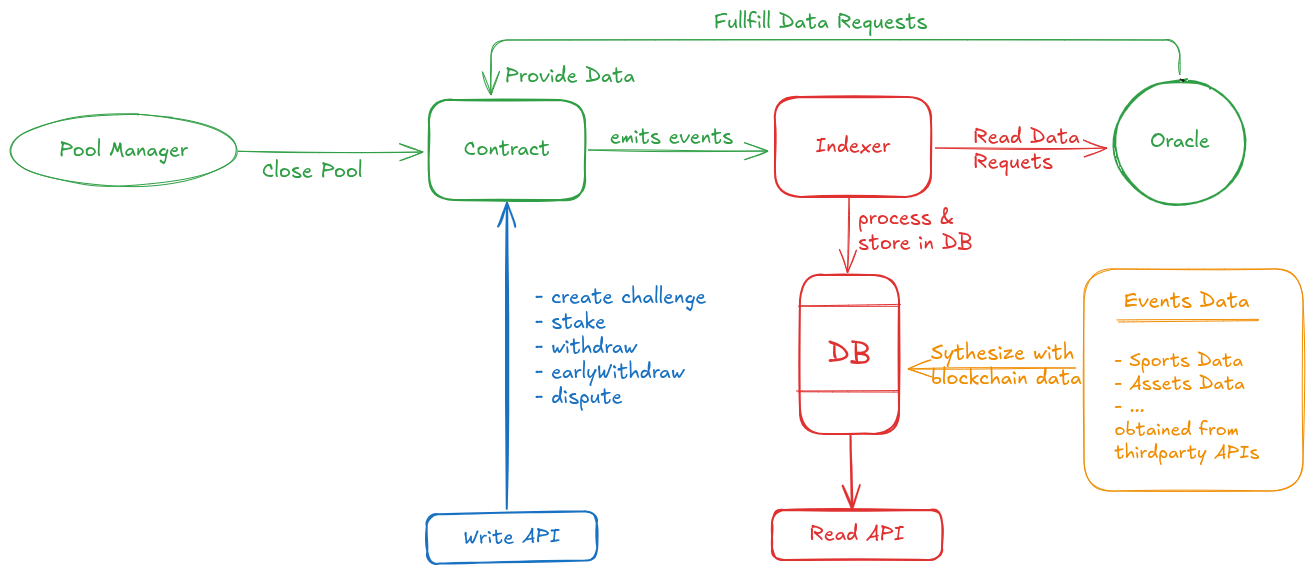 Fullfill Data Requests
Provide Data
Pool Manager
Close Pool
Contract
emits events
Indexer
Read Data
Requets
Oracle
process &
store in DB
- create challenge
- stake
- withdraw
- earlyWithdraw
- dispute
DB
Sythesize with
blockchain data
Events Data
- Sports Data
- Assets Data
- ...
obtained from
thirdparty APIs
Write API
Read API